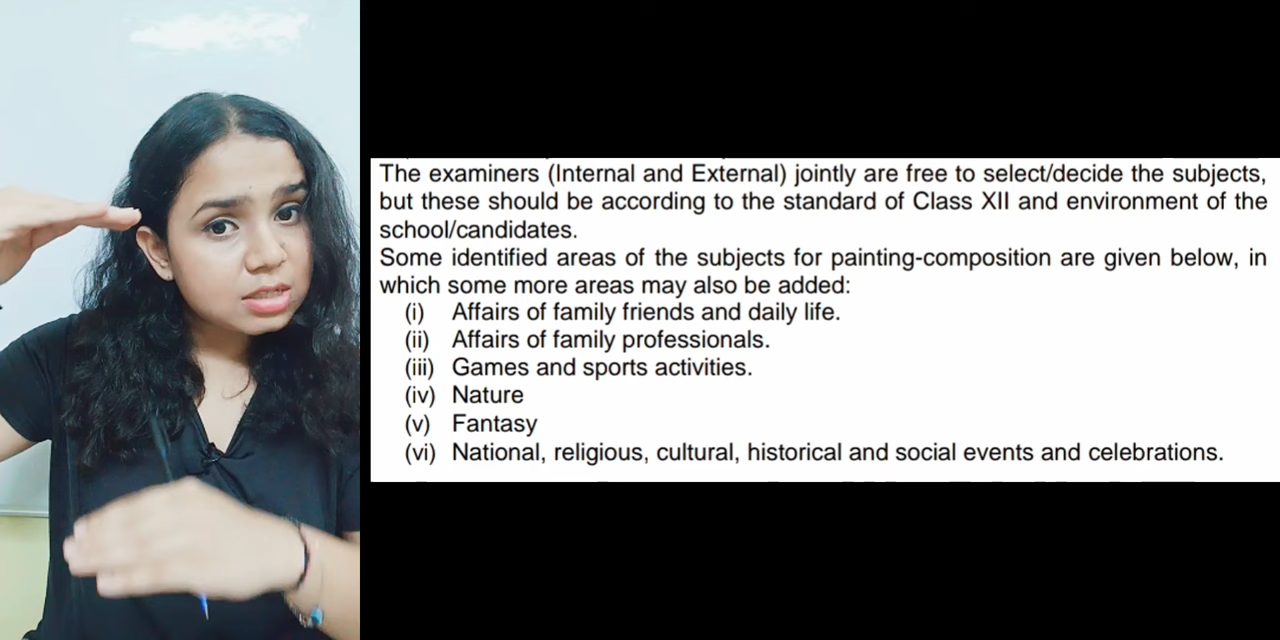 The examiners (Internal and External) jointly are free to select/decide the subjects,
but these should be according to the standard of Class XII and environment of the
school/candidates.
Some identified areas of the subjects for painting-composition are given below, in
which some more areas may also be added:
(i) Affairs of family friends and daily life.
(ii) Affairs of family professionals.
(iii) Games and sports activities.
(iv) Nature
(v) Fantasy
(vi) National, religious, cultural, historical and social events and celebrations.